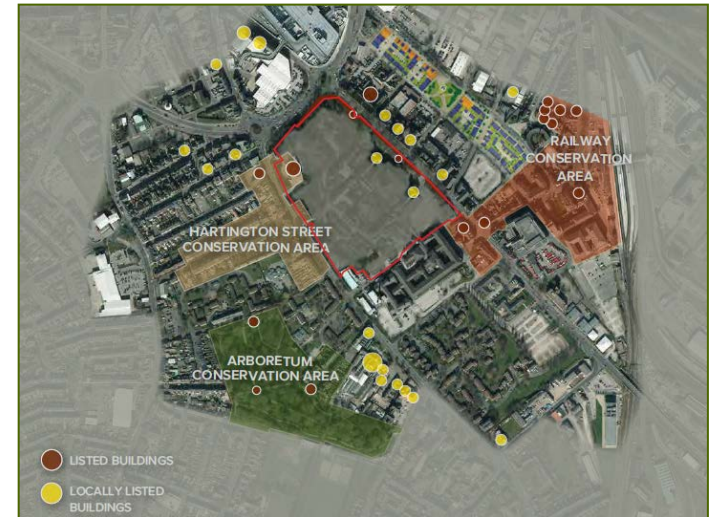 RAILWAY
CONSERVATION
AREA
HARTINGTON STREET
CONSERVATION AREA
ARBORETUM
CONSERVATION AREA
LISTED BUILDINGS
LOCALLY LISTED
BUILDINGS